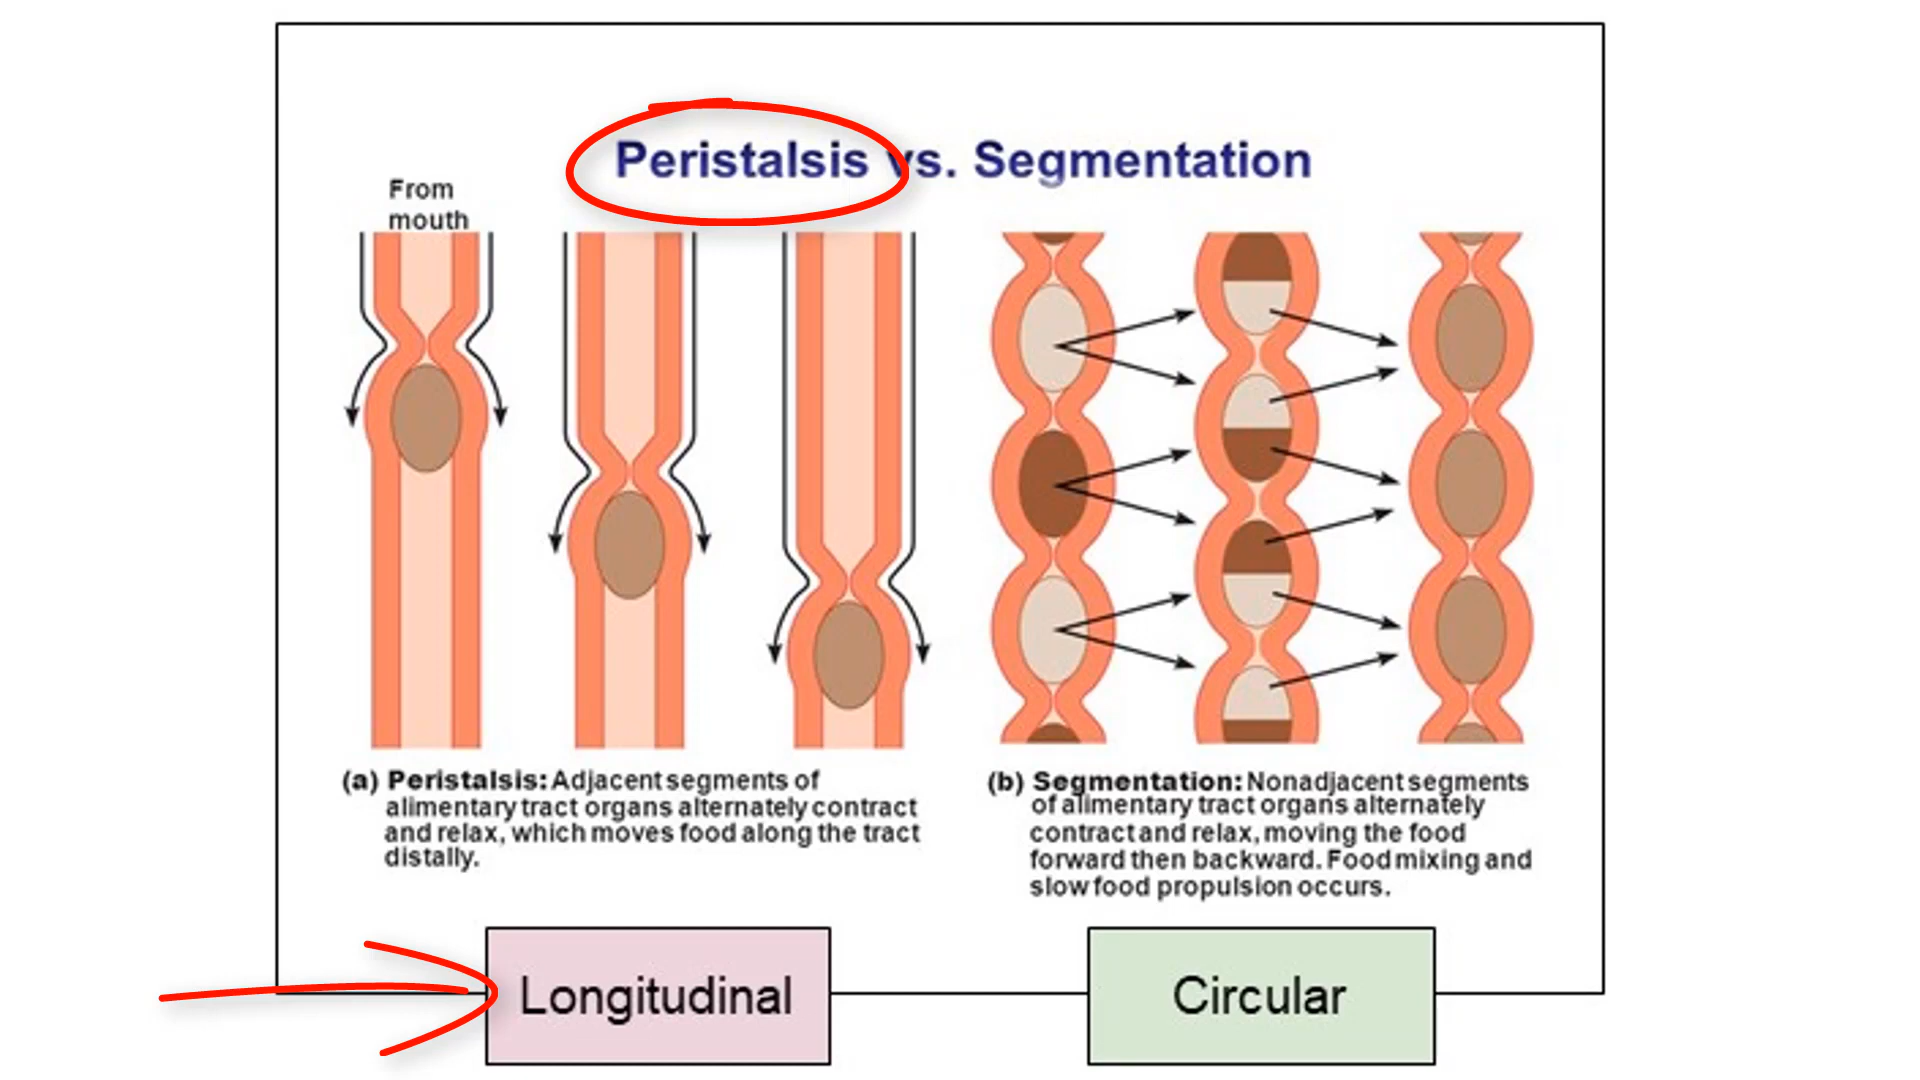 Peristalsis vs. Segmentation
From
mouth
(a) Peristalsis: Adjacent segments of
alimentary tract organs alternately contract
and relax, which moves food along the tract
distally.
(b) Segmentation: Nonadjacent segments
of alimentary tract organs alternately
contract and relax, moving the food
forward then backward. Food mixing and
slow food propulsion occurs.
Longitudinal
Circular